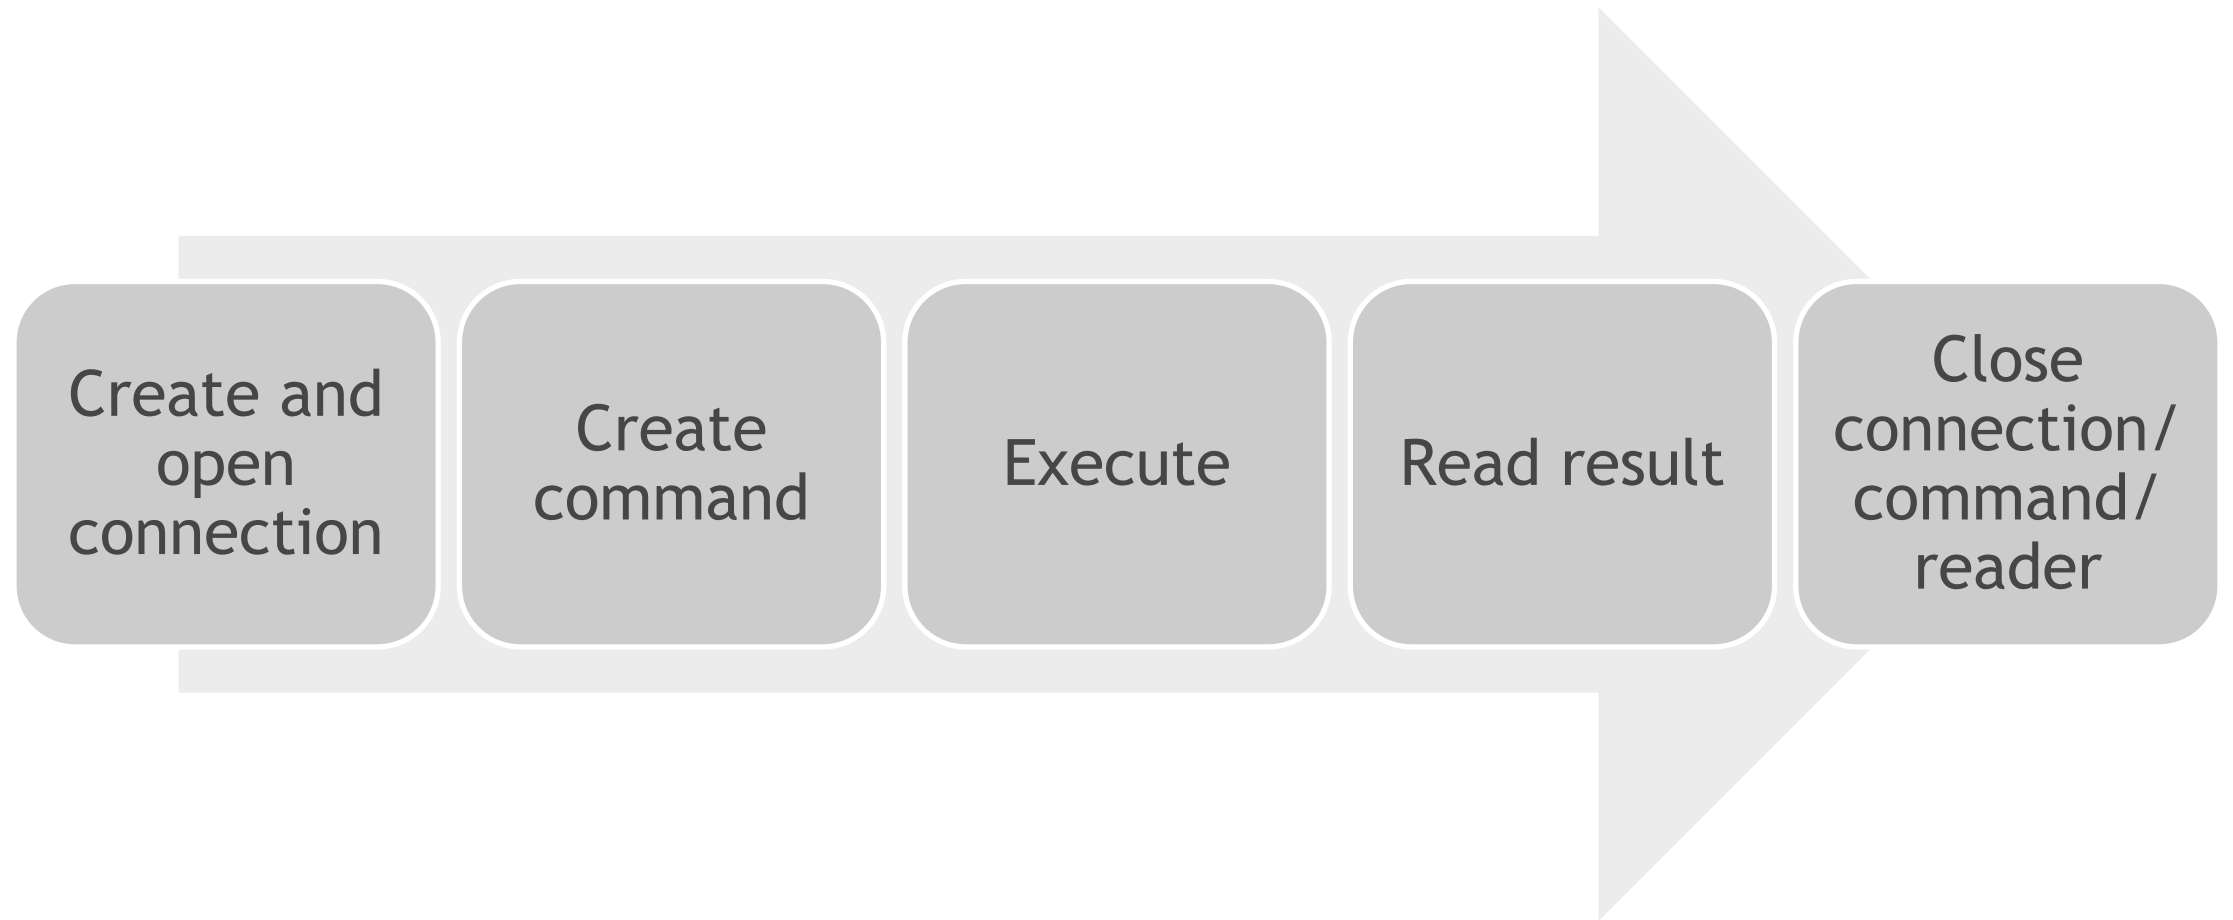 Create and
open
connection
Create
command
Execute
Read result
Close
connection/
command/
reader